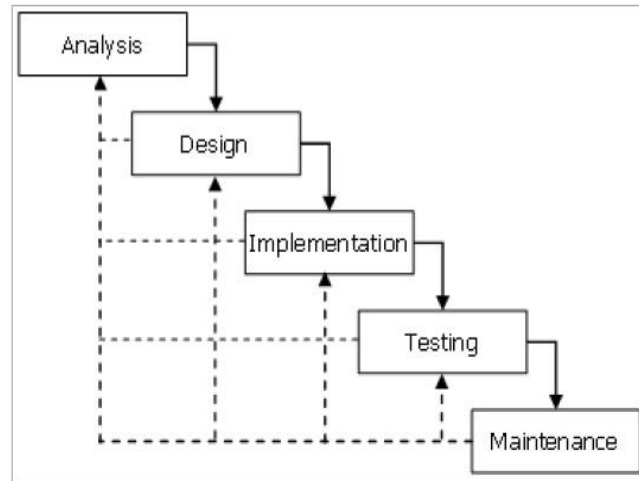 Analysis
Design
Implementation
Testing
Maintenance